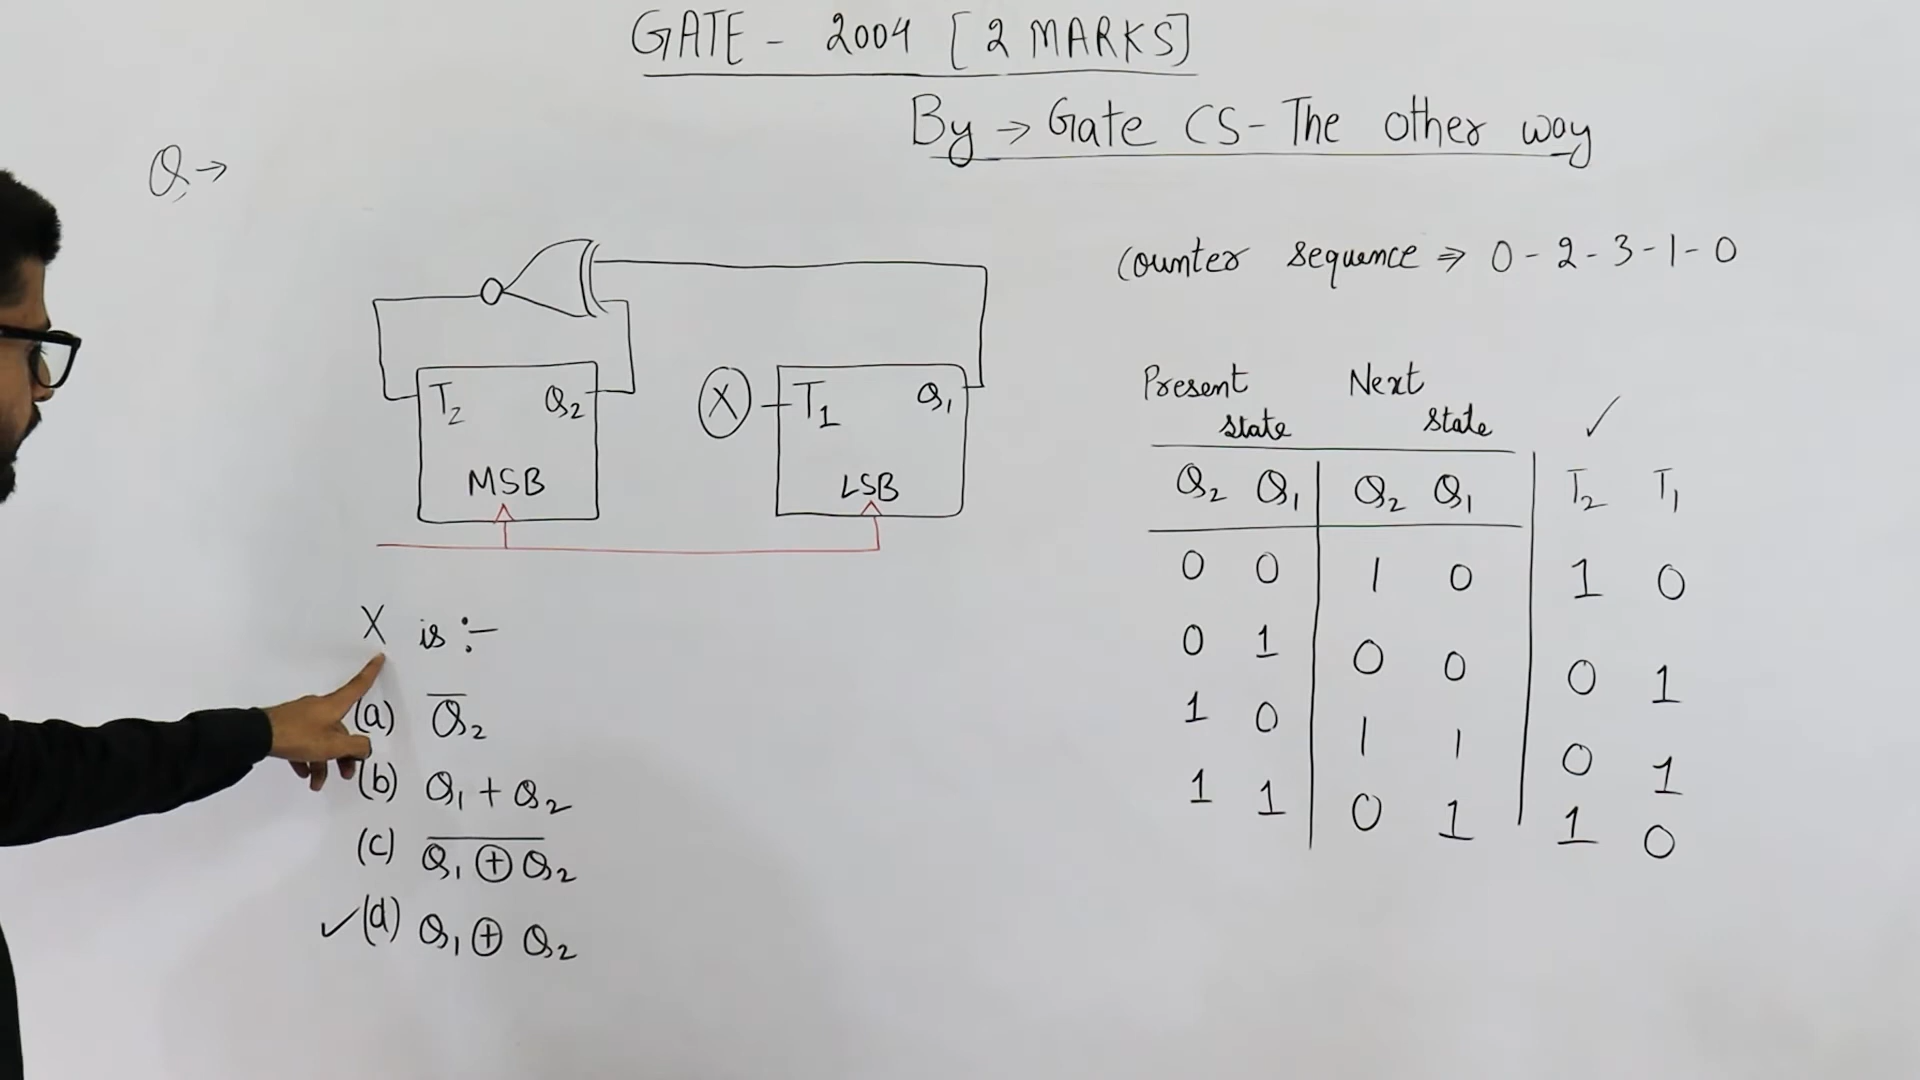 GATE - 2004 [2 MARKS]
By → Gate CS - The other way
Q →
Counter sequence ⇒ 0 - 2 - 3 - 1 - 0
T2 Q2
MSB
X
T1 Q1
LSB
X is :-
(a) Q̅2
(b) Q1 + Q2
(c) \overline{Q1 ⊕ Q2}
✓(d) Q1 ⊕ Q2
Present state Next state ✓
Q2 Q1 Q2 Q1 T2 T1
0 0 1 0 1 0
0 1 0 0 0 1
1 0 1 1 0 1
1 1 0 1 1 0